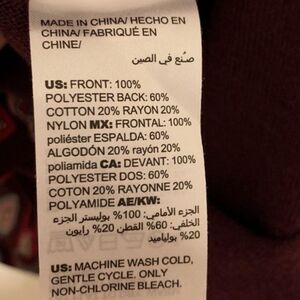 MADE IN CHINA/ HECHO EN
CHINA/ FABRIQUÉ EN
CHINE/
صنع في الصين
US: FRONT: 100%
POLYESTER BACK: 60%
COTTON 20% RAYON 20%
NYLON MX: FRONTAL: 100%
poliéster ESPALDA: 60%
ALGODÓN 20% rayón 20%
poliamida CA: DEVANT: 100%
POLYESTER DOS: 60%
COTON 20% RAYONNE 20%
POLYAMIDE AE/KW:
الجزء الأمامي: 100% بوليستر الجزء
الخلفي: 60% القطن 20% رايون
20% بولياميد
US: MACHINE WASH COLD,
GENTLE CYCLE. ONLY
NON-CHLORINE BLEACH.